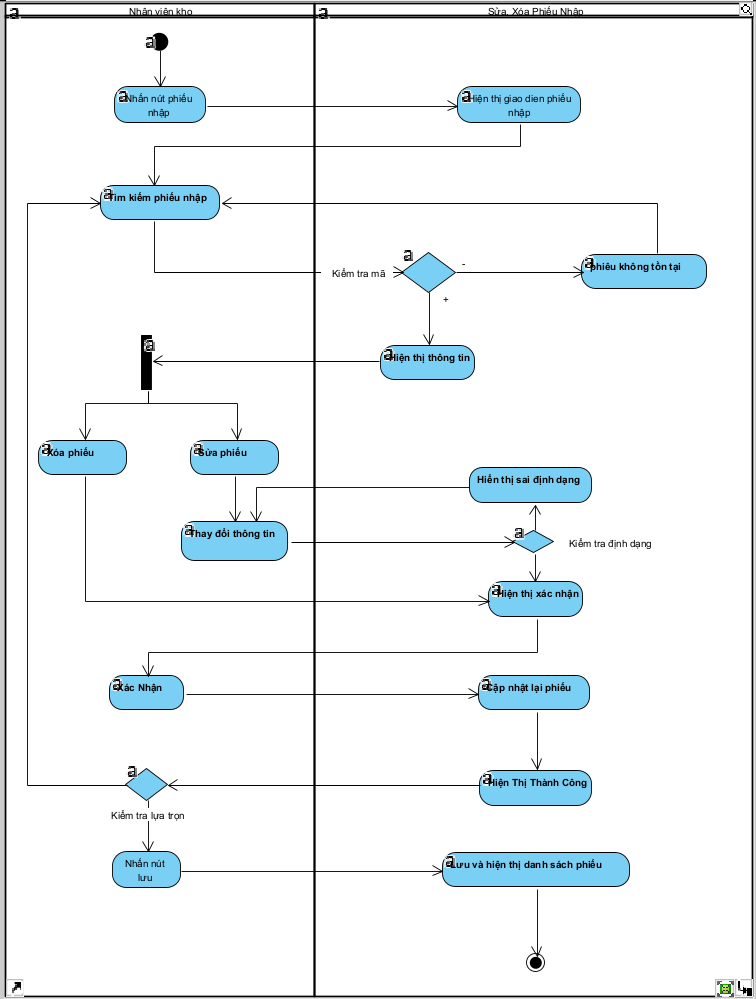 Nhân viên kho
Sửa, Xóa Phiếu Nhập
Nhấn nút phiếu
nhập
Hiện thị giao dien phiếu
nhập
Tìm kiếm phiếu nhập
Kiểm tra mã
-
phiêu không tồn tại
+
Hiện thị thông tin
Xóa phiếu
Sửa phiếu
Hiển thị sai định dạng
Thay đổi thông tin
Kiểm tra định dạng
Hiện thị xác nhận
Xác Nhận
Cập nhật lại phiếu
Hiện Thị Thành Công
Kiểm tra lựa trọn
Nhấn nút
lưu
Lưu và hiện thị danh sách phiếu